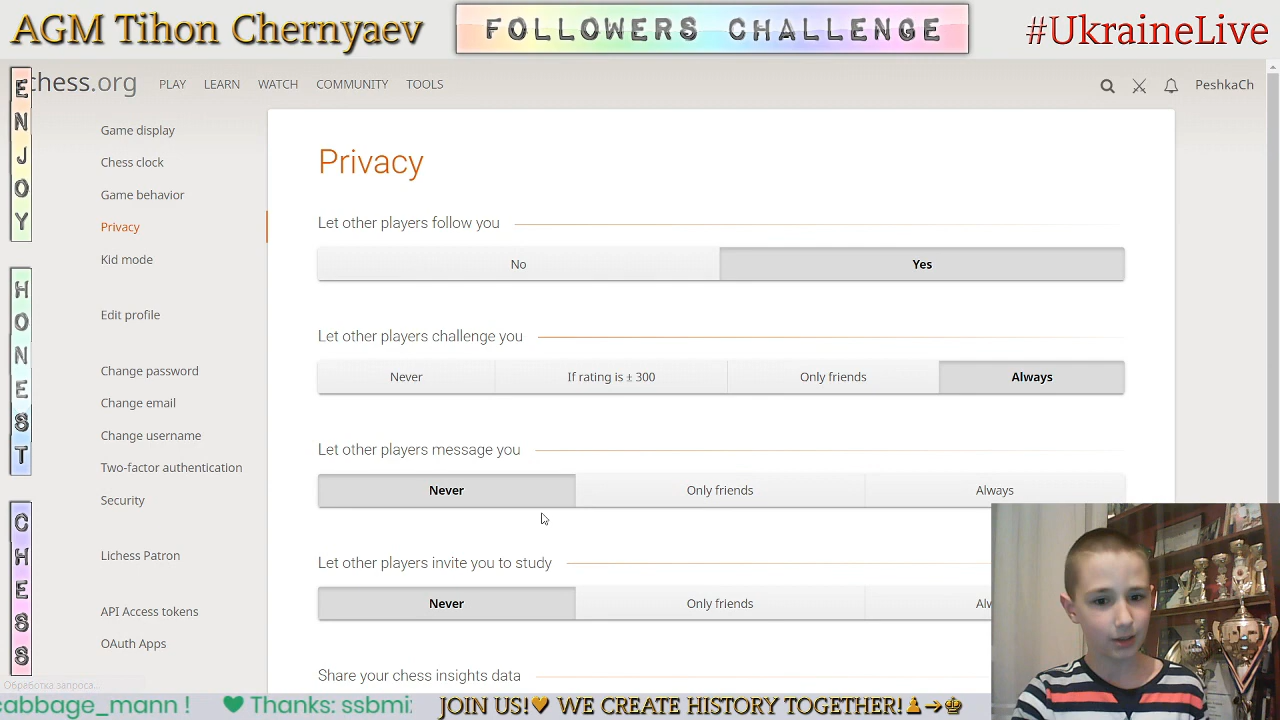 AGM Tihon Chernyaev
FOLLOWERS CHALLENGE
#UkraineLive
ENJOY
HONEST
CHESS
chess.org
PLAY
LEARN
WATCH
COMMUNITY
TOOLS
PeshkaCh
Game display
Chess clock
Game behavior
Privacy
Kid mode
Edit profile
Change password
Change email
Change username
Two-factor authentication
Security
Lichess Patron
API Access tokens
OAuth Apps
Обработка запроса...
Privacy
Let other players follow you
No
Yes
Let other players challenge you
Never
If rating is ± 300
Only friends
Always
Let other players message you
Never
Only friends
Always
Let other players invite you to study
Never
Only friends
Share your chess insights data
cabbage_mann !
Thanks: ssbmi
JOIN US! WE CREATE HISTORY TOGETHER!